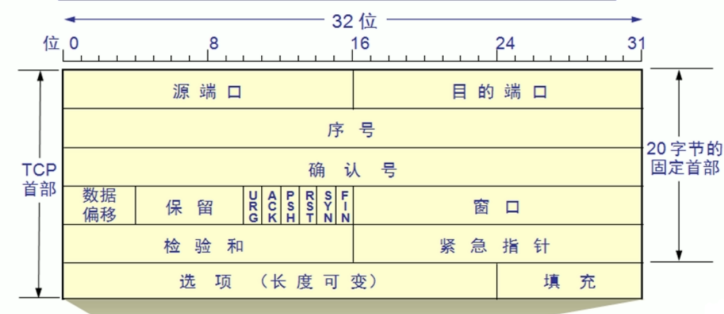 32 位
位 0 8 16 24 31
源 端 口 目 的 端 口
序 号
确 认 号
TCP
首部
20 字节的
固定首部
数据
偏移
保 留
URG ACK PSH RST SYN FIN
窗 口
检 验 和 紧 急 指 针
选 项 （长 度 可 变） 填 充